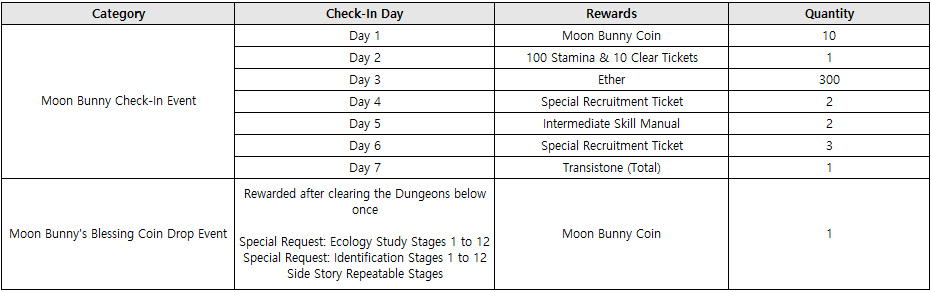 Category Check-In Day Rewards Quantity
Moon Bunny Check-In Event
Day 1 Moon Bunny Coin 10
Day 2 100 Stamina & 10 Clear Tickets 1
Day 3 Ether 300
Day 4 Special Recruitment Ticket 2
Day 5 Intermediate Skill Manual 2
Day 6 Special Recruitment Ticket 3
Day 7 Transistone (Total) 1
Moon Bunny's Blessing Coin Drop Event
Rewarded after clearing the Dungeons below
once
Special Request: Ecology Study Stages 1 to 12
Special Request: Identification Stages 1 to 12
Side Story Repeatable Stages
Moon Bunny Coin 1